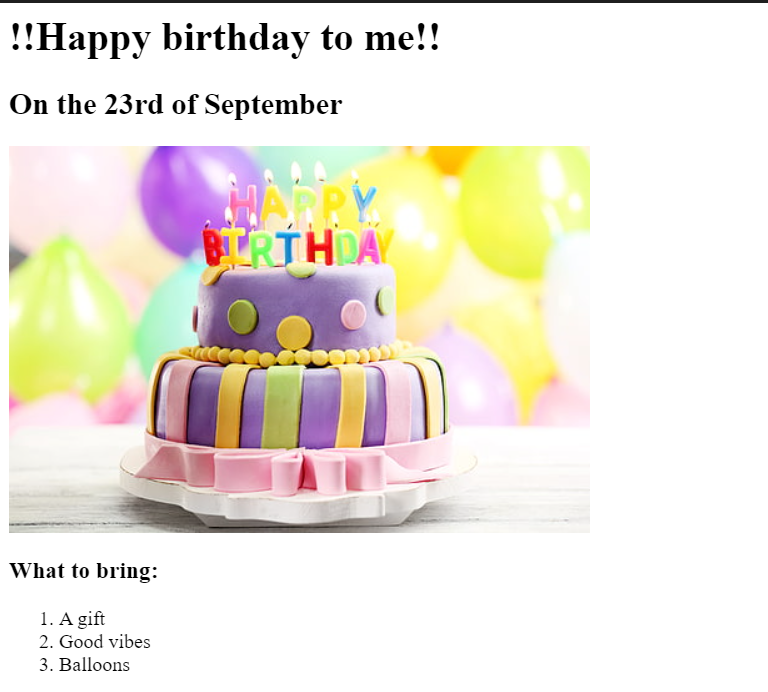 !!Happy birthday to me!!
On the 23rd of September
HAPPY
BIRTHDAY
What to bring:
1. A gift
2. Good vibes
3. Balloons